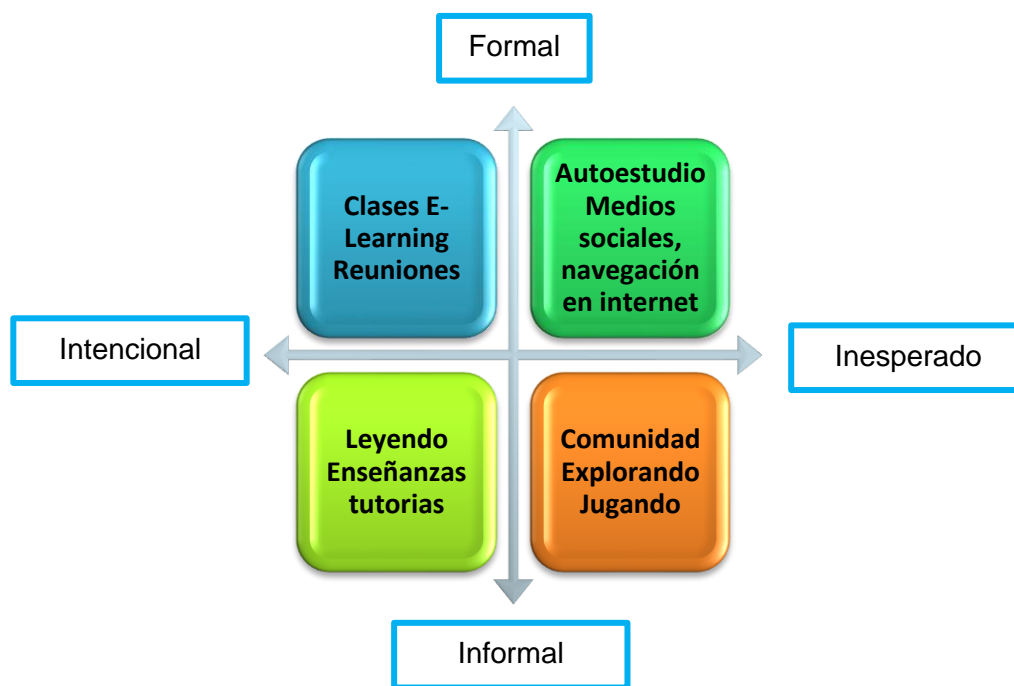 Formal
Clases E-
Learning
Reuniones
Autoestudio
Medios
sociales,
navegación
en internet
Intencional
Inesperado
Leyendo
Enseñanzas
tutorias
Comunidad
Explorando
Jugando
Informal